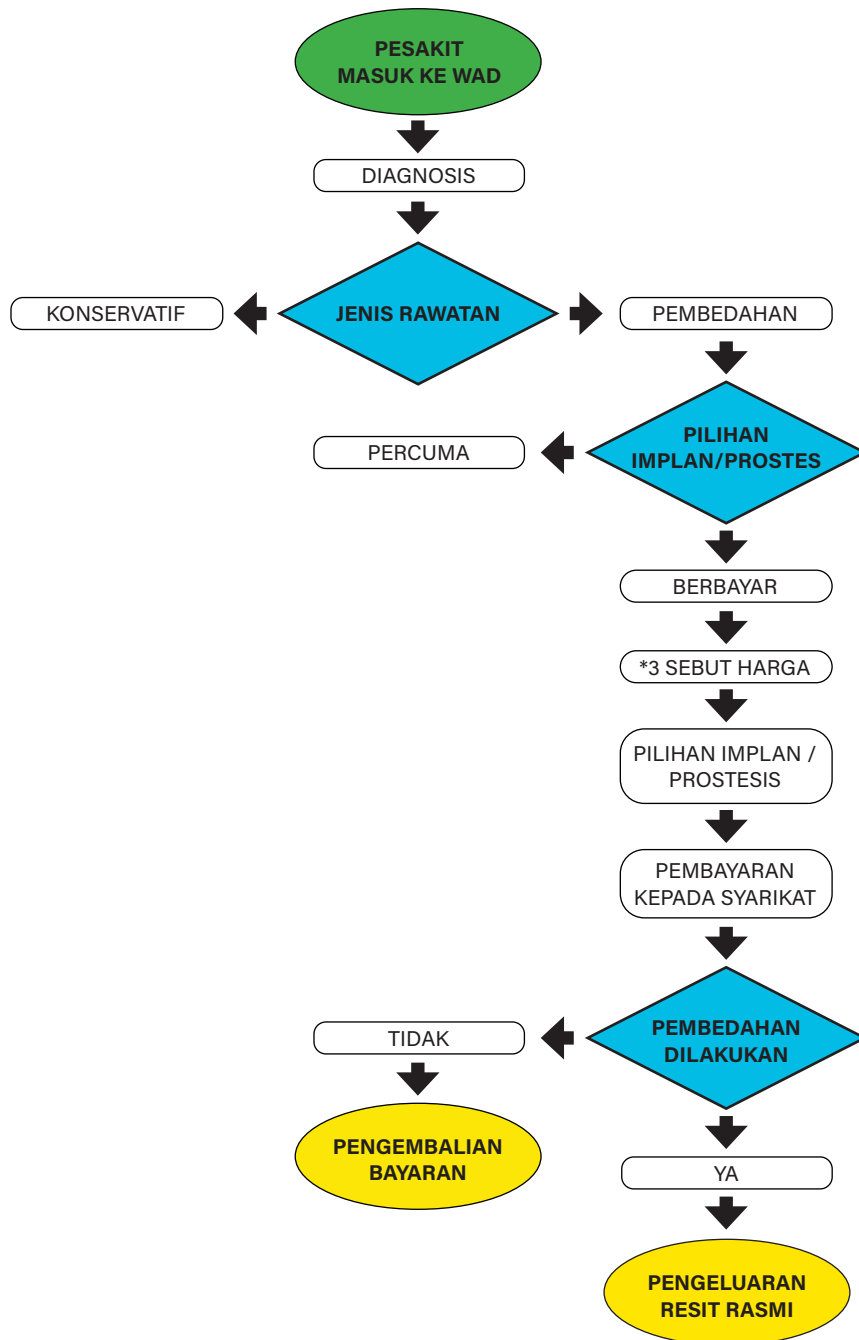 PESAKIT
MASUK KE WAD
DIAGNOSIS
KONSERVATIF
JENIS RAWATAN
PEMBEDAHAN
PERCUMA
PILIHAN
IMPLAN/PROSTES
BERBAYAR
*3 SEBUT HARGA
PILIHAN IMPLAN /
PROSTESIS
PEMBAYARAN
KEPADA SYARIKAT
TIDAK
PEMBEDAHAN
DILAKUKAN
PENGEMBALIAN
BAYARAN
YA
PENGELUARAN
RESIT RASMI